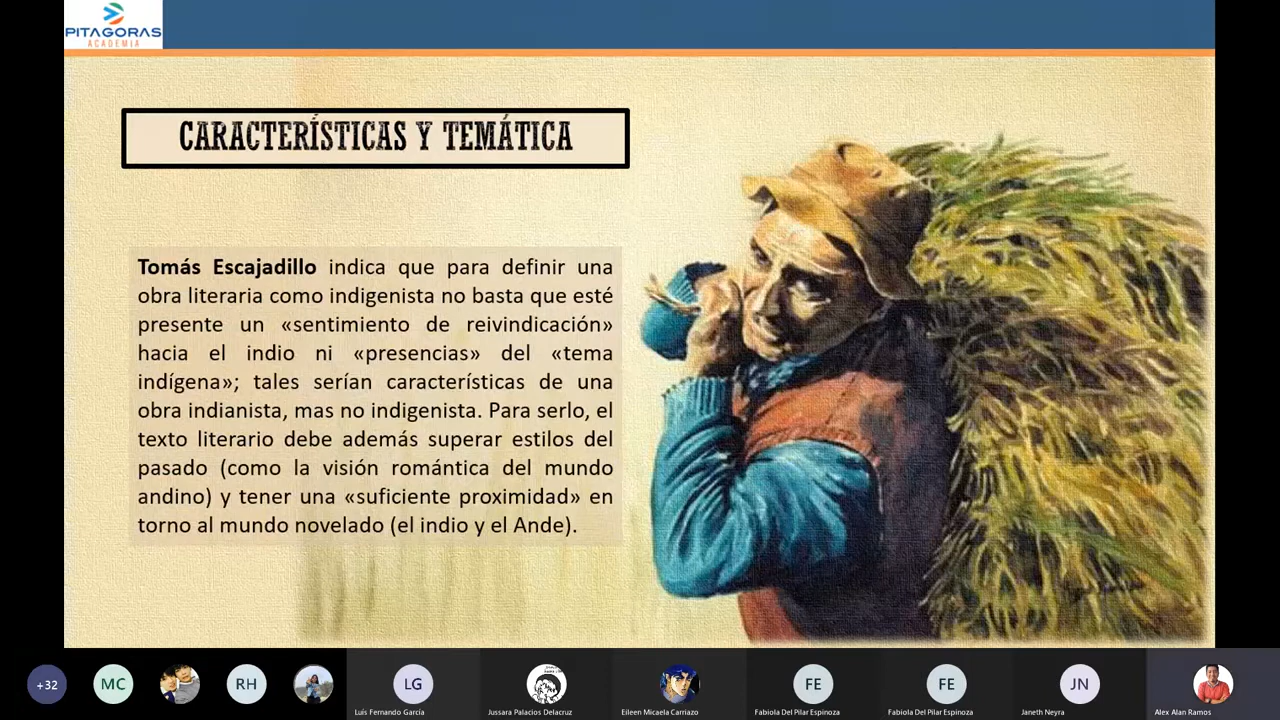 PITAGORAS
ACADEMIA
CARACTERÍSTICAS Y TEMÁTICA
Tomás Escajadillo indica que para definir una
obra literaria como indigenista no basta que esté
presente un «sentimiento de reivindicación»
hacia el indio ni «presencias» del «tema
indígena»; tales serían características de una
obra indianista, mas no indigenista. Para serlo, el
texto literario debe además superar estilos del
pasado (como la visión romántica del mundo
andino) y tener una «suficiente proximidad» en
torno al mundo novelado (el indio y el Ande).
+32
MC
RH
LG
FE
FE
JN
Luis Fernando García
Jussara Palacios Delacruz
Eileen Micaela Carriazo
Fabiola Del Pilar Espinoza
Fabiola Del Pilar Espinoza
Janeth Neyra
Alex Alan Ramos